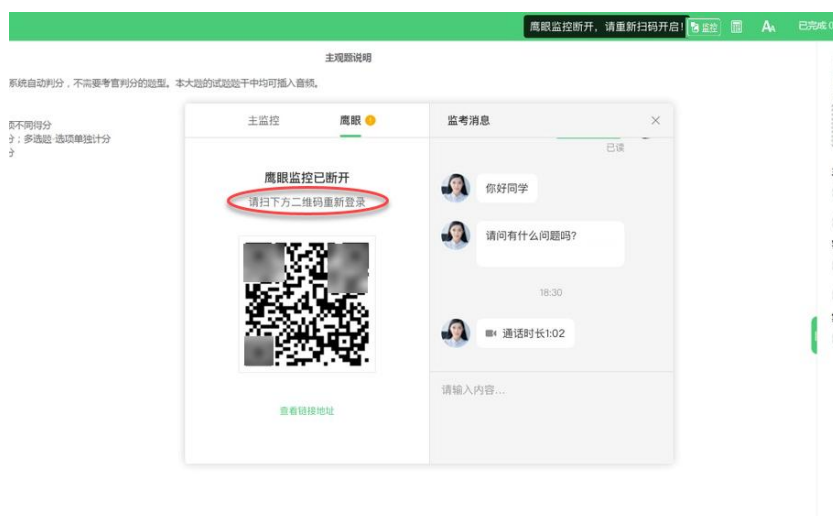 鹰眼监控断开，请重新扫码开启!
监控
已完成
主观题说明
系统自动判分，不需要考官判分的题型。本大题的试题题干中均可插入音频。
不同得分
分；多选题-选项单独计分
分
主监控
鹰眼
监考消息
已读
鹰眼监控已断开
请扫下方二维码重新登录
你好同学
请问有什么问题吗?
18:30
通话时长1:02
查看链接地址
请输入内容...